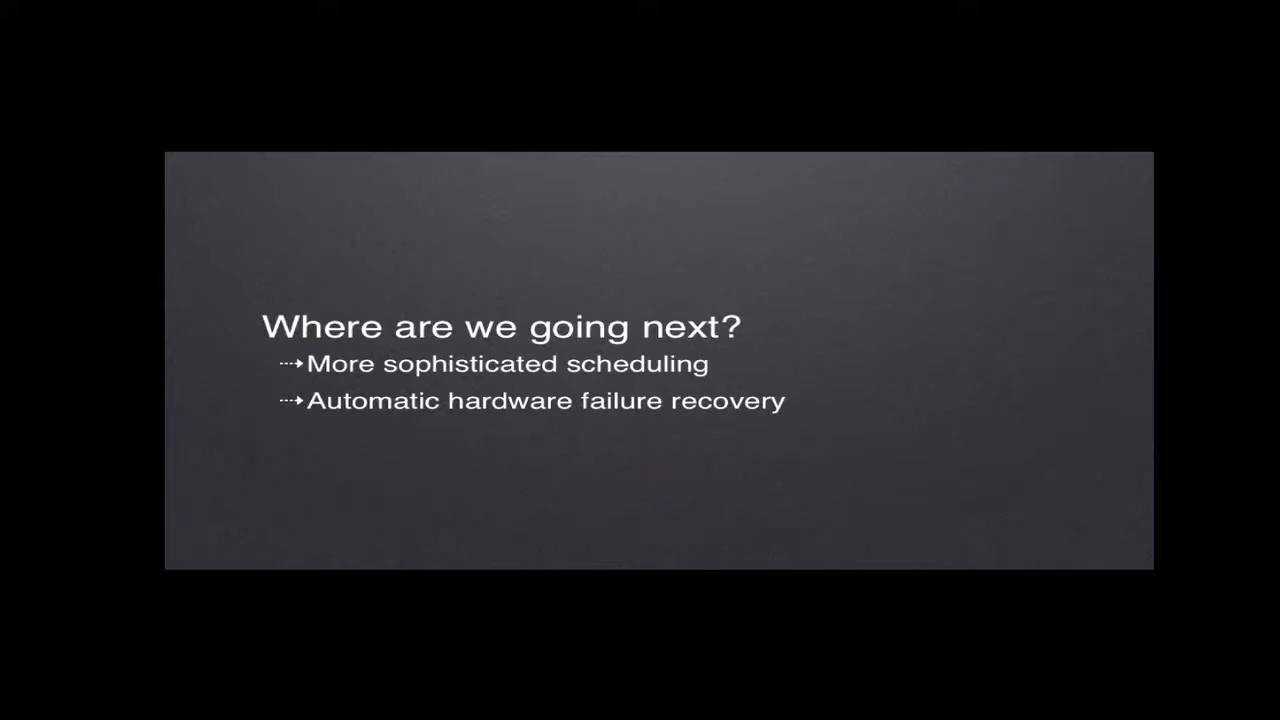 Where are we going next?
⇢More sophisticated scheduling
⇢Automatic hardware failure recovery